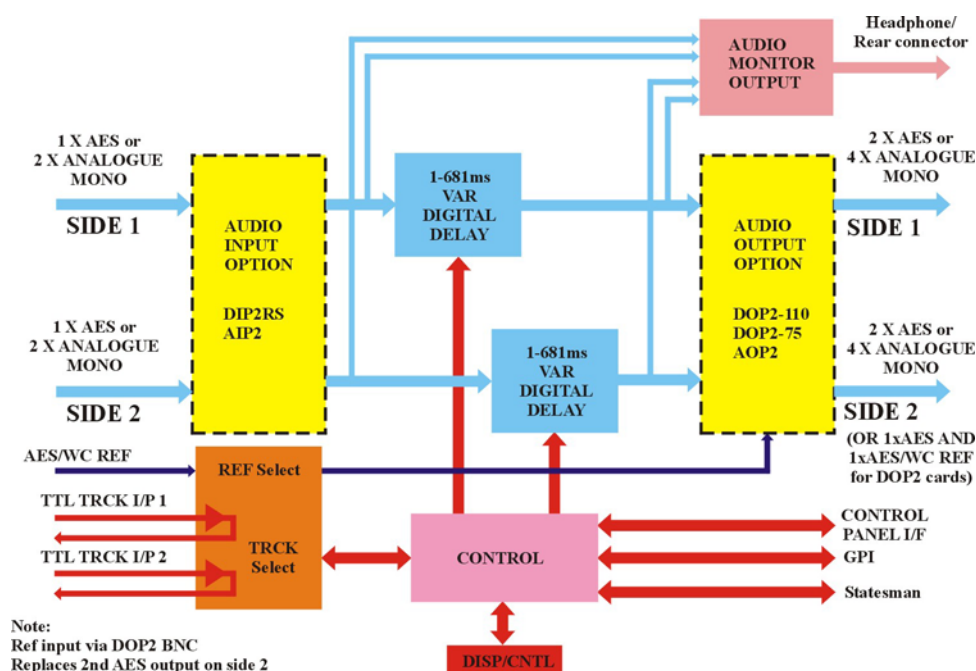 Headphone/
Rear connector
AUDIO
MONITOR
OUTPUT
1 X AES or
2 X ANALOGUE
MONO
SIDE 1
AUDIO
INPUT
OPTION
DIP2RS
AIP2
1-681ms
VAR
DIGITAL
DELAY
AUDIO
OUTPUT
OPTION
DOP2-110
DOP2-75
AOP2
2 X AES or
4 X ANALOGUE
MONO
SIDE 1
1 X AES or
2 X ANALOGUE
MONO
SIDE 2
1-681ms
VAR
DIGITAL
DELAY
2 X AES or
4 X ANALOGUE
MONO
SIDE 2
(OR 1xAES AND
1xAES/WC REF
for DOP2 cards)
AES/WC REF
REF Select
TTL TRCK I/P 1
TTL TRCK I/P 2
TRCK
Select
CONTROL
CONTROL
PANEL I/F
GPI
Statesman
DISP/CNTL
Note:
Ref input via DOP2 BNC
Replaces 2nd AES output on side 2